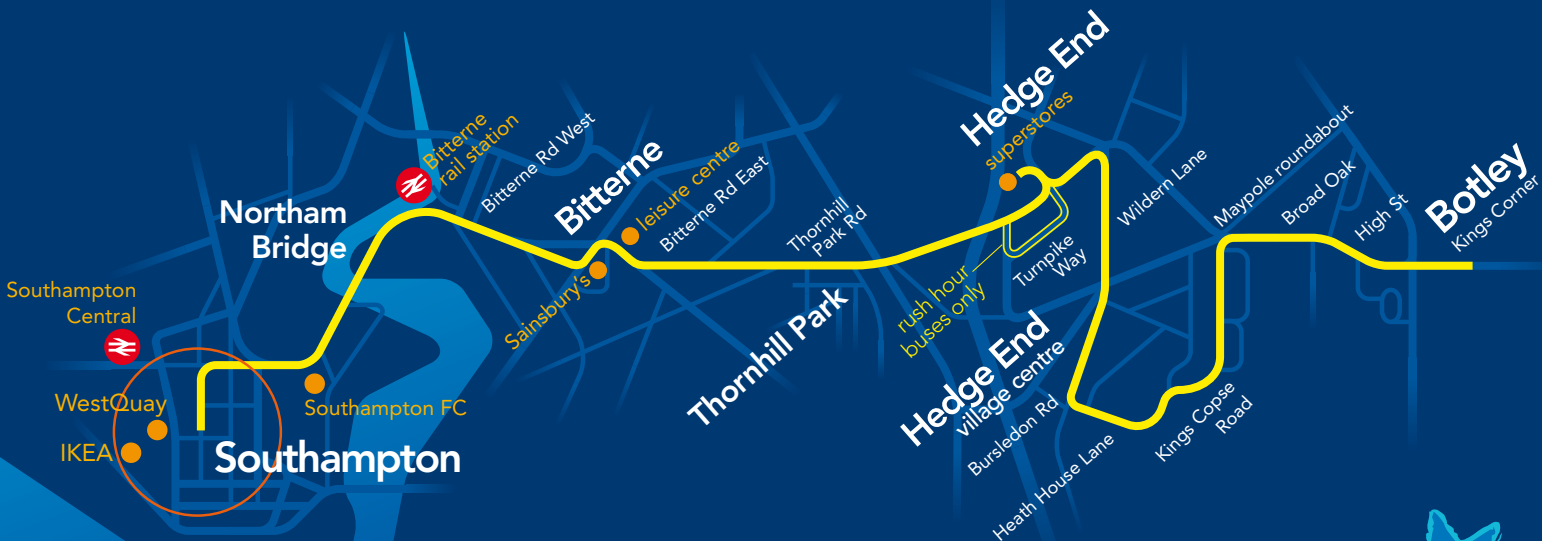 Southampton
Central
WestQuay
IKEA
Southampton
Southampton FC
Northam
Bridge
Bitterne
rail station
Bitterne Rd West
Bitterne
leisure centre
Sainsbury's
Bitterne Rd East
Thornhill
Park Rd
Thornhill Park
Hedge End
superstores
rush hour
buses only
Turnpike
Way
Wildern Lane
Hedge End
village centre
Bursledon Rd
Heath House Lane
Kings Copse
Road
Maypole roundabout
Broad Oak
High St
Botley
Kings Corner